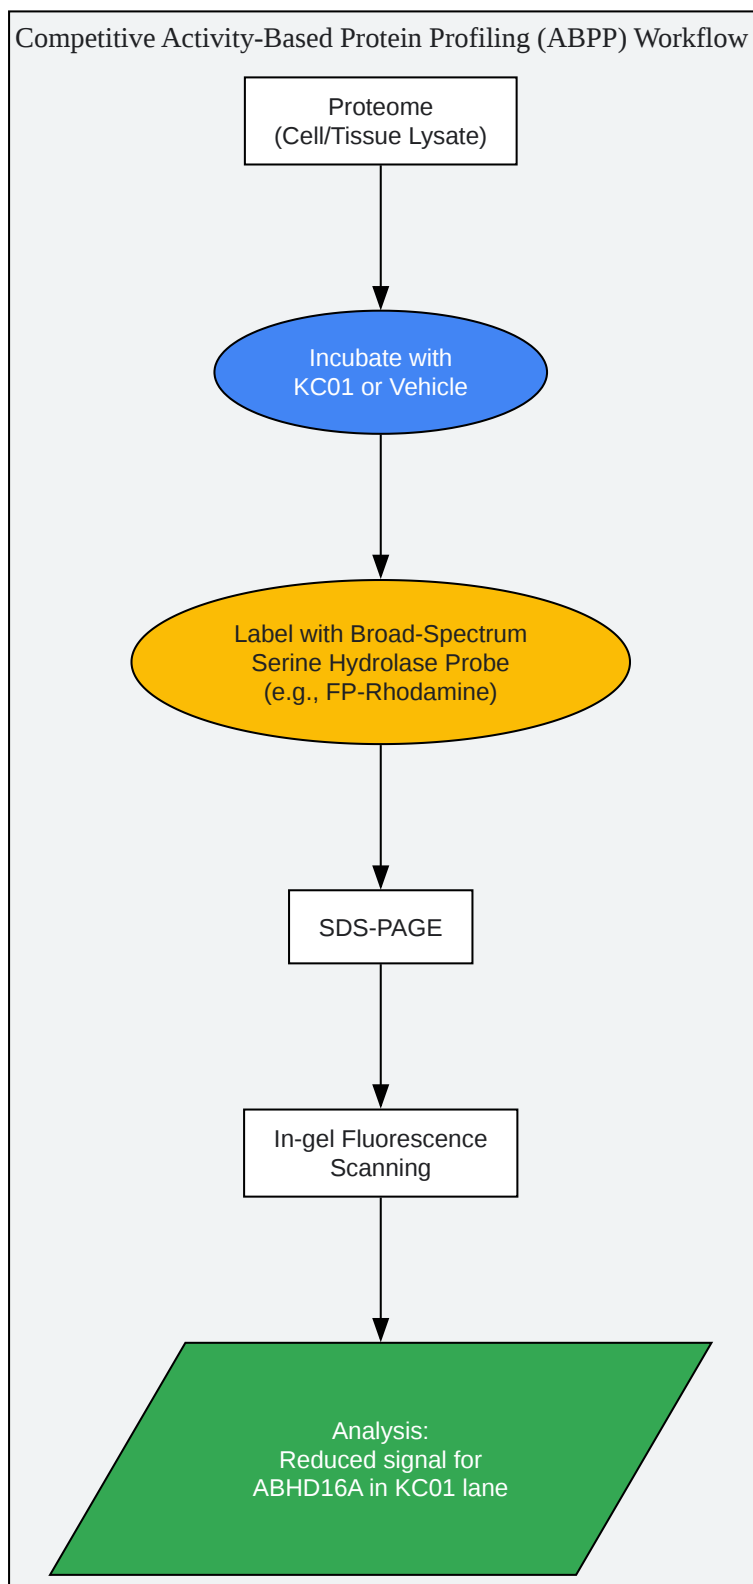 Competitive Activity-Based Protein Profiling (ABPP) Workflow
Proteome
(Cell/Tissue Lysate)
Incubate with
KC01 or Vehicle
Label with Broad-Spectrum
Serine Hydrolase Probe
(e.g., FP-Rhodamine)
SDS-PAGE
In-gel Fluorescence
Scanning
Analysis:
Reduced signal for
ABHD16A in KC01 lane